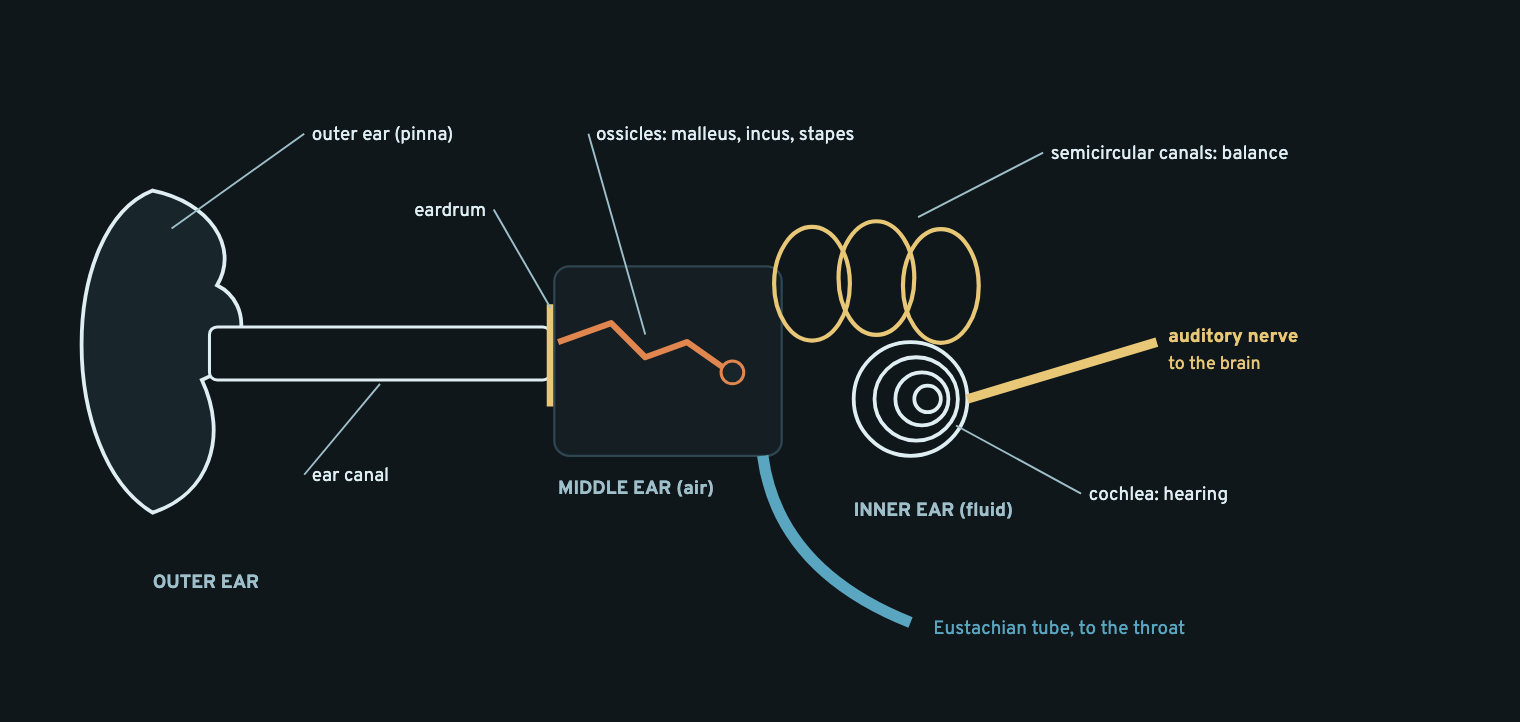 outer ear (pinna)
ossicles: malleus, incus, stapes
semicircular canals: balance
eardrum
auditory nerve
to the brain
ear canal
MIDDLE EAR (air)
cochlea: hearing
INNER EAR (fluid)
OUTER EAR
Eustachian tube, to the throat